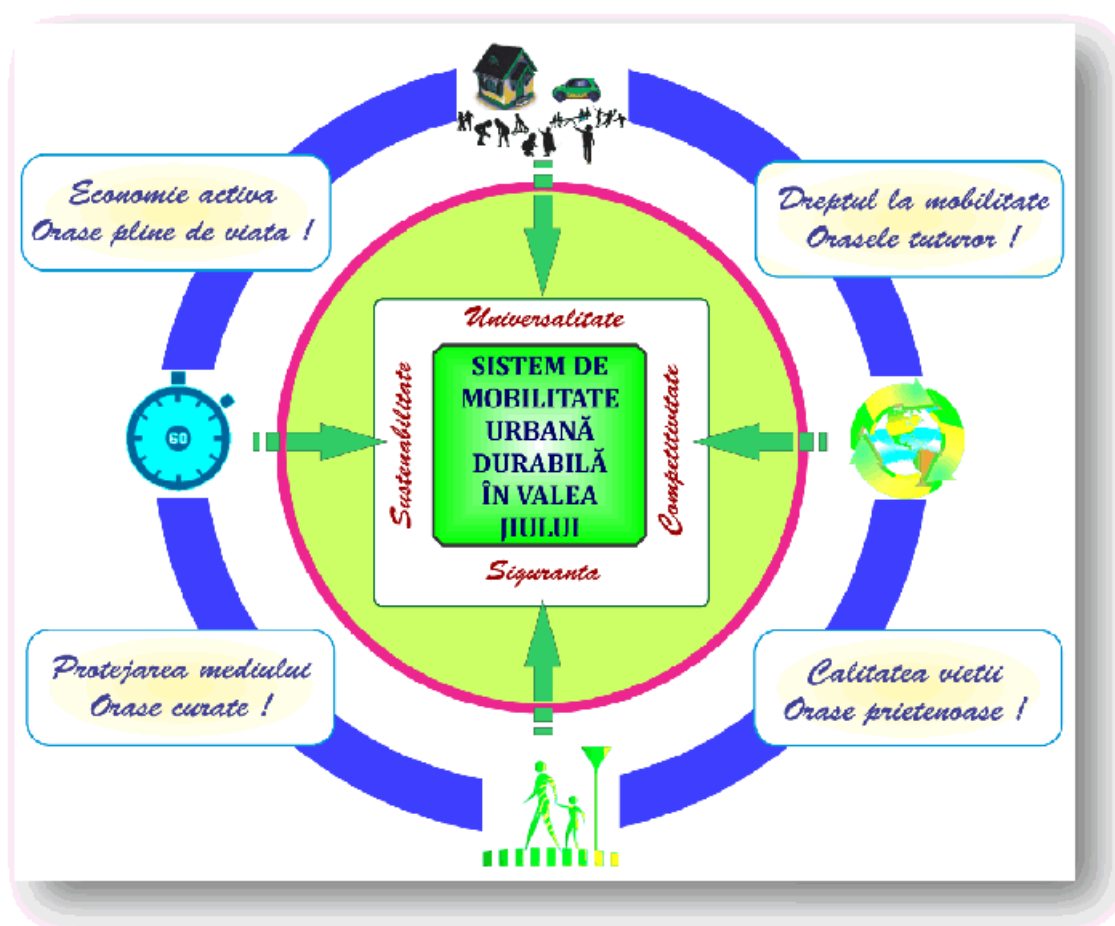 Economie activa
Orase pline de viata !
Dreptul la mobilitate
Orasele tuturor !
Universalitate
Sustenabilitate
SISTEM DE
MOBILITATE
URBANĂ
DURABILĂ
ÎN VALEA
JIULUI
Competitivitate
Siguranta
60
Protejarea mediului
Orase curate !
Calitatea vietii
Orase prietenoase !